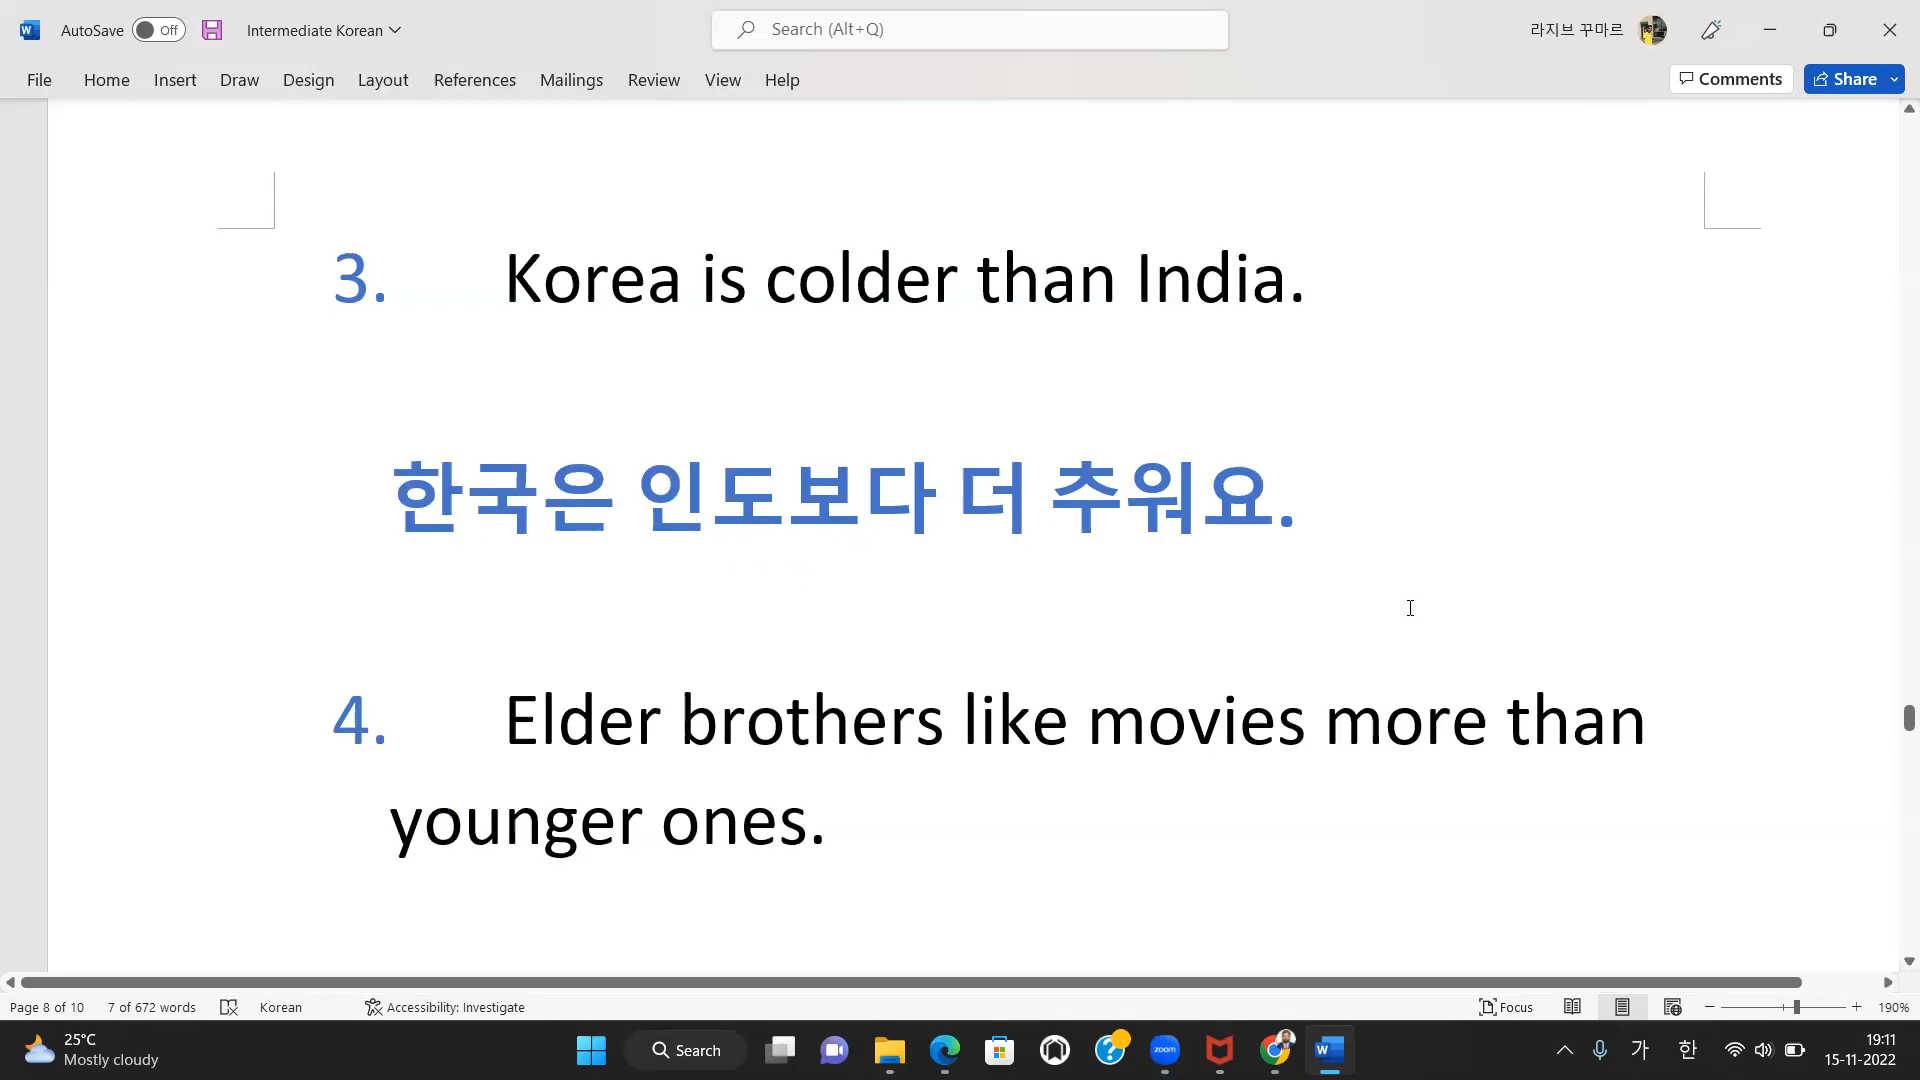 AutoSave Off Intermediate Korean Search (Alt+Q) 라지브 꾸마르
File Home Insert Draw Design Layout References Mailings Review View Help Comments Share
3. Korea is colder than India.
한국은 인도보다 더 추워요.
4. Elder brothers like movies more than
younger ones.
Page 8 of 10 7 of 672 words Korean Accessibility: Investigate Focus 190%
25°C
Mostly cloudy
Search
zoom
가 한
19:11
15-11-2022